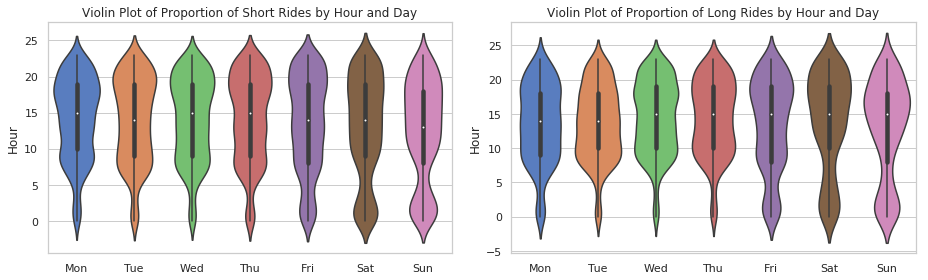 Violin Plot of Proportion of Short Rides by Hour and Day
25
20
15
10
5
0
Hour
Mon Tue Wed Thu Fri Sat Sun
Violin Plot of Proportion of Long Rides by Hour and Day
25
20
15
10
5
0
−5
Hour
Mon Tue Wed Thu Fri Sat Sun